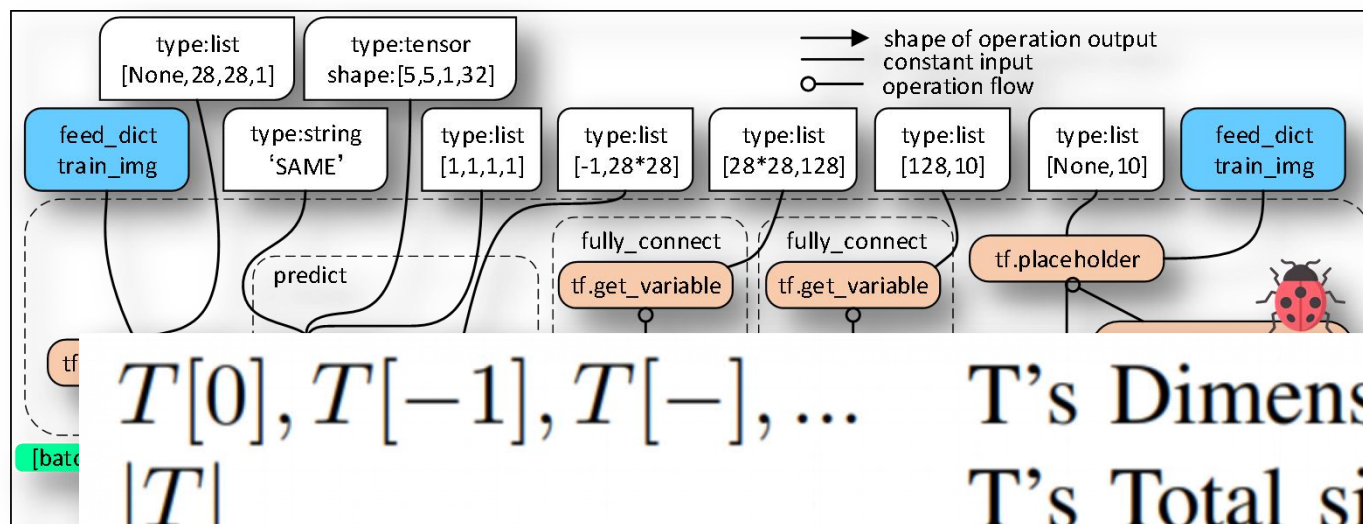 type:list
[None,28,28,1]
type:tensor
shape:[5,5,1,32]
shape of operation output
constant input
operation flow
feed_dict
train_img
type:string
‘SAME’
type:list
[1,1,1,1]
type:list
[-1,28*28]
type:list
[28*28,128]
type:list
[128,10]
type:list
[None,10]
feed_dict
train_img
predict
fully_connect
tf.get_variable
fully_connect
tf.get_variable
tf.placeholder
T[0], T[−1], T[−], ...
T's
|T|
T's Total